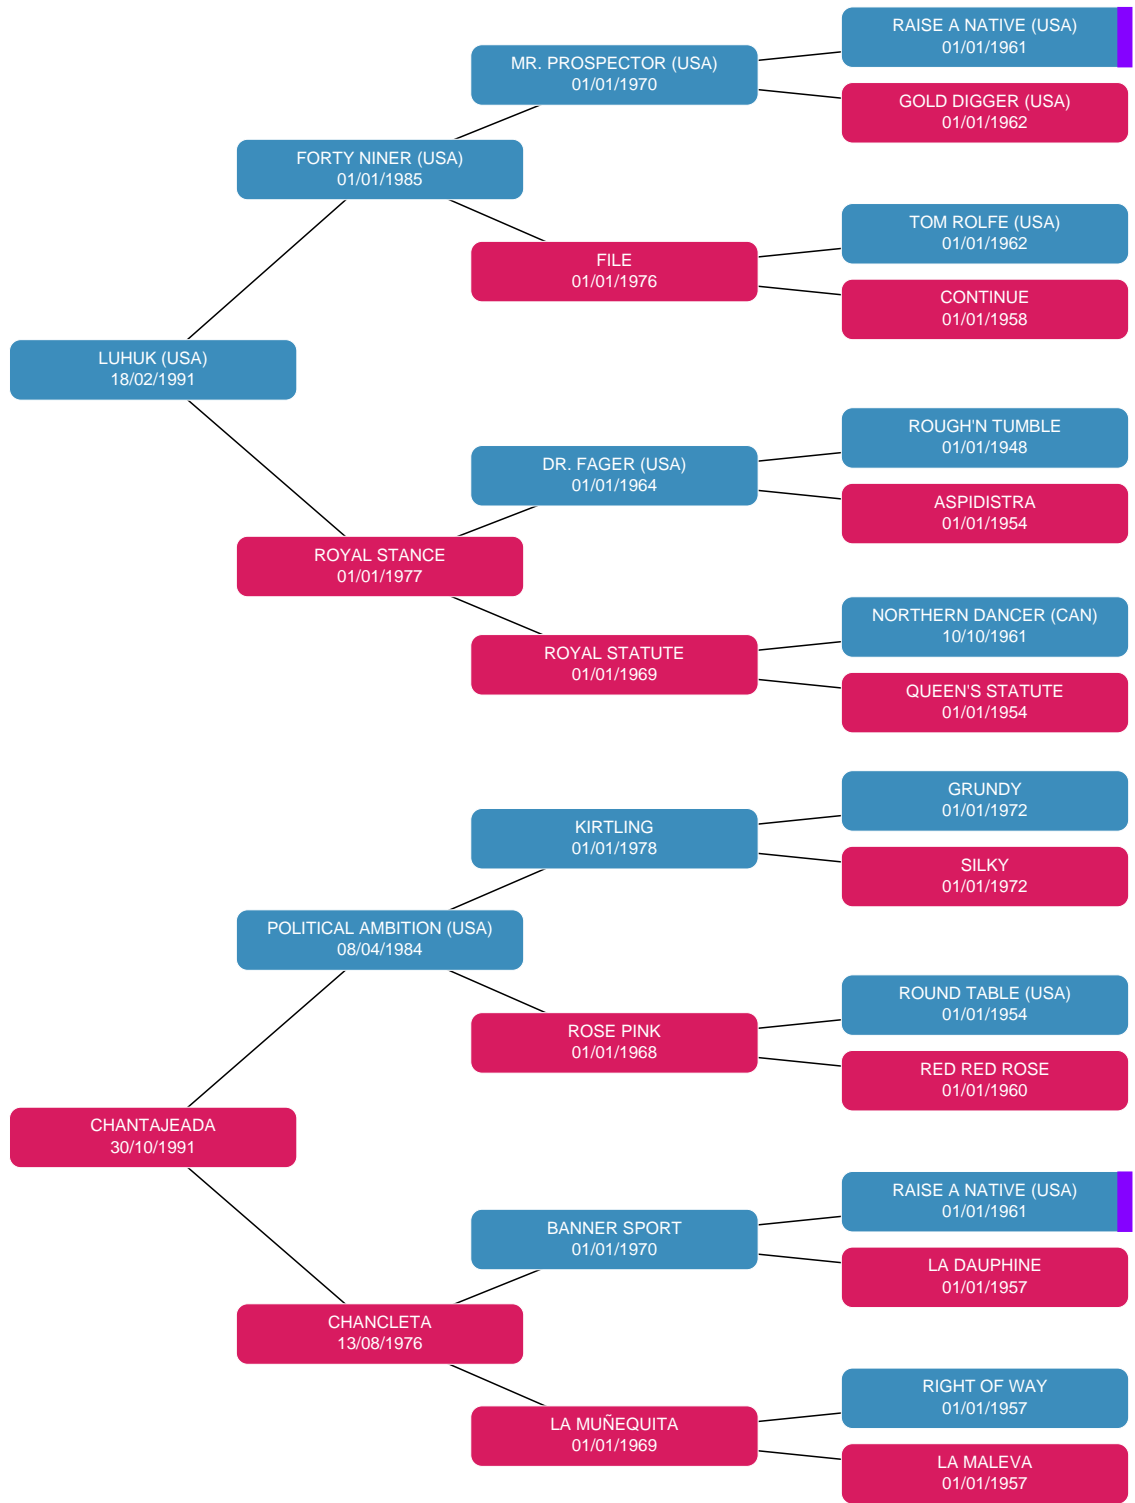 RAISE A NATIVE (USA)
01/01/1961
MR. PROSPECTOR (USA)
01/01/1970
GOLD DIGGER (USA)
01/01/1962
FORTY NINER (USA)
01/01/1985
TOM ROLFE (USA)
01/01/1962
FILE
01/01/1976
CONTINUE
01/01/1958
LUHUK (USA)
18/02/1991
ROUGH'N TUMBLE
01/01/1948
DR. FAGER (USA)
01/01/1964
ASPIDISTRA
01/01/1954
ROYAL STANCE
01/01/1977
NORTHERN DANCER (CAN)
10/10/1961
ROYAL STATUTE
01/01/1969
QUEEN'S STATUTE
01/01/1954
GRUNDY
01/01/1972
KIRTLING
01/01/1978
SILKY
01/01/1972
POLITICAL AMBITION (USA)
08/04/1984
ROUND TABLE (USA)
01/01/1954
ROSE PINK
01/01/1968
RED RED ROSE
01/01/1960
CHANTAJEADA
30/10/1991
RAISE A NATIVE (USA)
01/01/1961
BANNER SPORT
01/01/1970
LA DAUPHINE
01/01/1957
CHANCLETA
13/08/1976
RIGHT OF WAY
01/01/1957
LA MUÑEQUITA
01/01/1969
LA MALEVA
01/01/1957